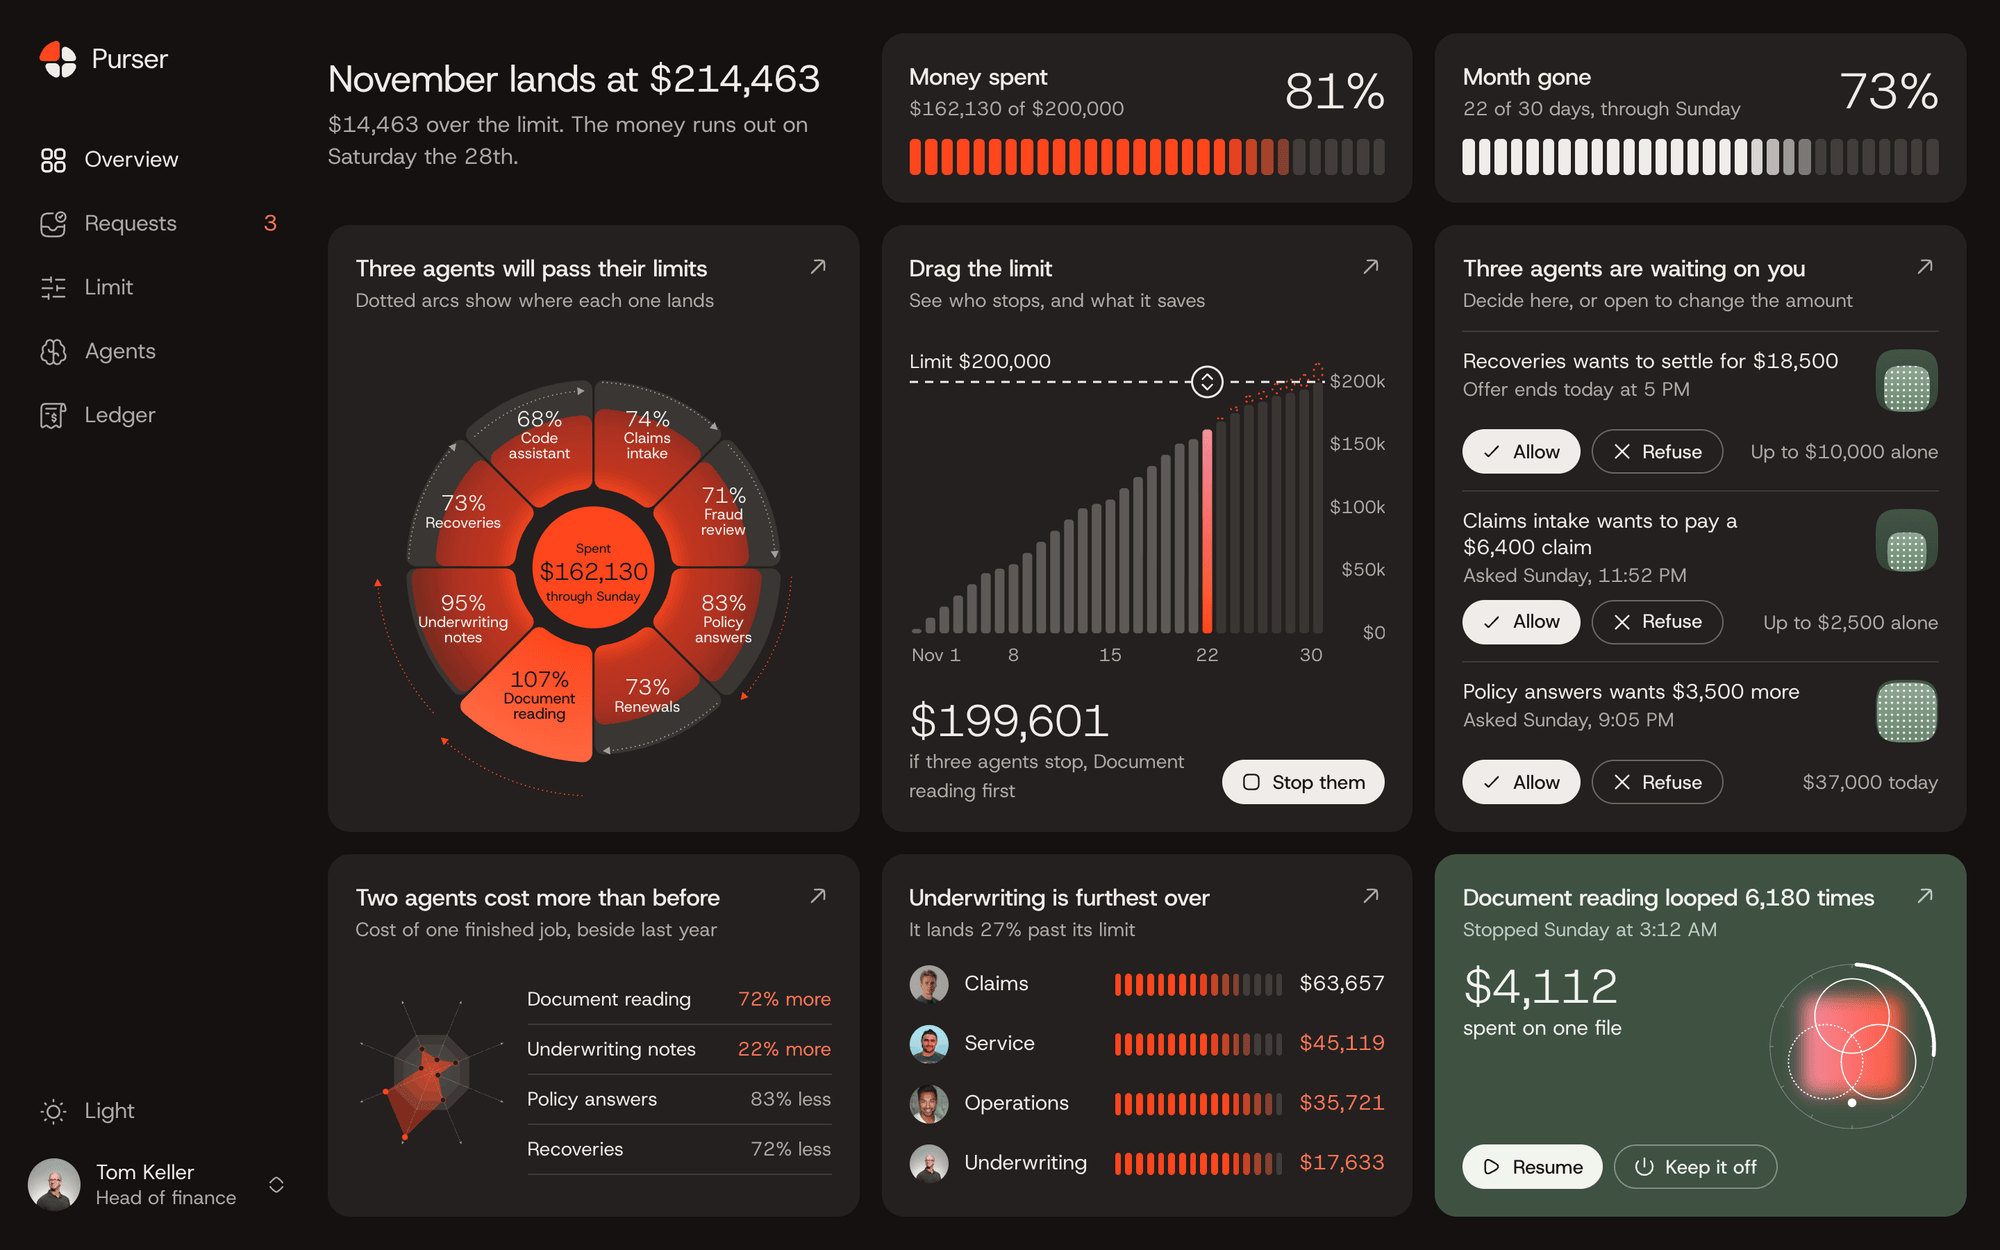 Purser
Overview
Requests
3
Limit
Agents
Ledger
Light
Tom Keller
Head of finance
November lands at $214,463
$14,463 over the limit. The money runs out on
Saturday the 28th.
Money spent
$162,130 of $200,000
81%
Month gone
22 of 30 days, through Sunday
73%
Three agents will pass their limits
Dotted arcs show where each one lands
68%
Code
assistant
74%
Claims
intake
71%
Fraud
review
83%
Policy
answers
73%
Renewals
107%
Document
reading
95%
Underwriting
notes
73%
Recoveries
Spent
$162,130
through Sunday
Drag the limit
See who stops, and what it saves
Limit $200,000
$200k
$150k
$100k
$50k
$0
Nov 1
8
15
22
30
$199,601
if three agents stop, Document
reading first
Stop them
Three agents are waiting on you
Decide here, or open to change the amount
Recoveries wants to settle for $18,500
Offer ends today at 5 PM
Allow
Refuse
Up to $10,000 alone
Claims intake wants to pay a
$6,400 claim
Asked Sunday, 11:52 PM
Allow
Refuse
Up to $2,500 alone
Policy answers wants $3,500 more
Asked Sunday, 9:05 PM
Allow
Refuse
$37,000 today
Two agents cost more than before
Cost of one finished job, beside last year
Document reading
72% more
Underwriting notes
22% more
Policy answers
83% less
Recoveries
72% less
Underwriting is furthest over
It lands 27% past its limit
Claims
$63,657
Service
$45,119
Operations
$35,721
Underwriting
$17,633
Document reading looped 6,180 times
Stopped Sunday at 3:12 AM
$4,112
spent on one file
Resume
Keep it off